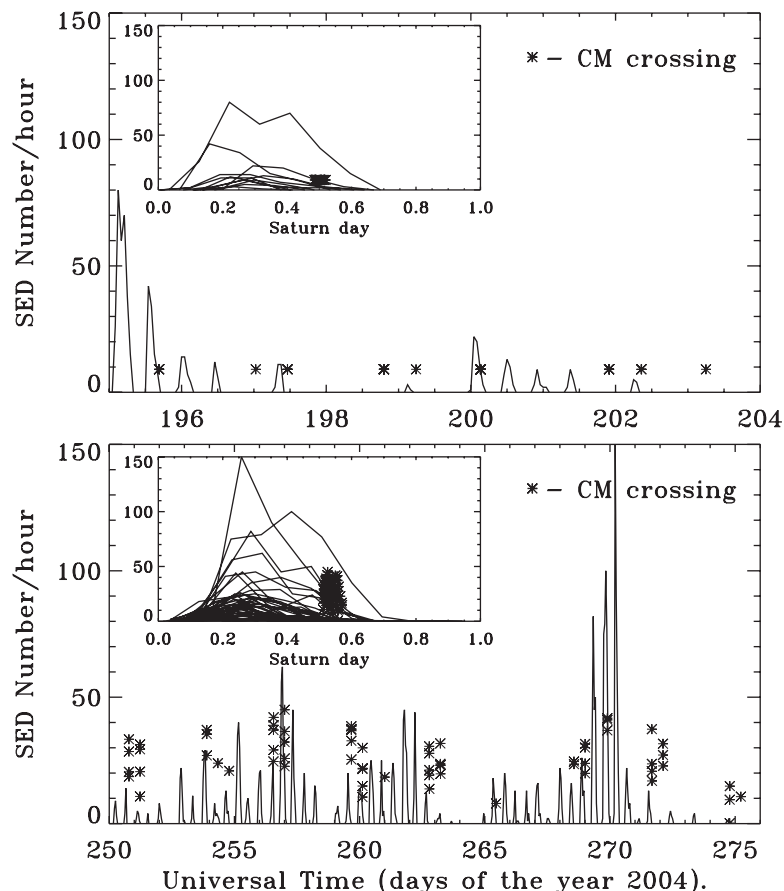 150
100
50
0
SED Number/hour
150
100
50
0
0.0 0.2 0.4 0.6 0.8 1.0
Saturn day
* – CM crossing
196 198 200 202 204
150
100
50
0
SED Number/hour
150
100
50
0
0.0 0.2 0.4 0.6 0.8 1.0
Saturn day
* – CM crossing
250 255 260 265 270 275
Universal Time (days of the year 2004).